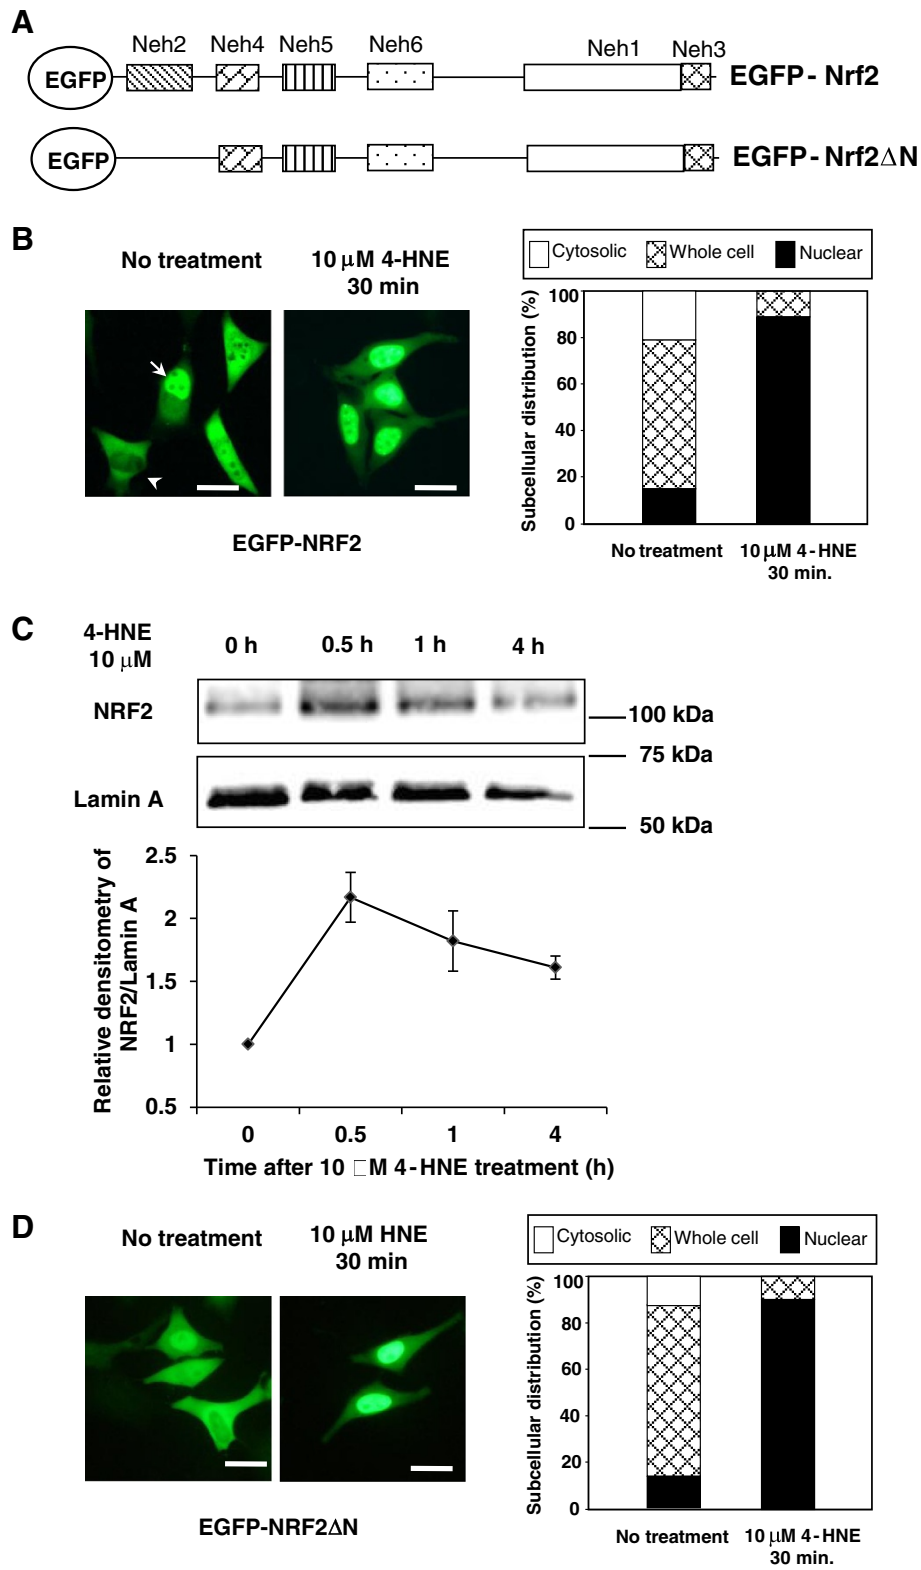 A
Neh2 Neh4 Neh5 Neh6 Neh1 Neh3
EGFP EGFP - Nrf2
EGFP EGFP - Nrf2ΔN
B
No treatment
10 μM 4-HNE
30 min
EGFP-NRF2
Cytosolic Whole cell Nuclear
Subcellular distribution (%)
100
80
60
40
20
0
No treatment 10 μM 4 - HNE
30 min.
C
4-HNE
10 μM
0 h 0.5 h 1 h 4 h
NRF2
100 kDa
75 kDa
Lamin A
50 kDa
Relative densitometry of
NRF2/Lamin A
2.5
2
1.5
1
0.5
0 0.5 1 4
Time after 10 □M 4 - HNE treatment (h)
D
No treatment
10 μM HNE
30 min
EGFP-NRF2ΔN
Cytosolic Whole cell Nuclear
Subcellular distribution (%)
100
80
60
40
20
0
No treatment 10 μM 4 - HNE
30 min.